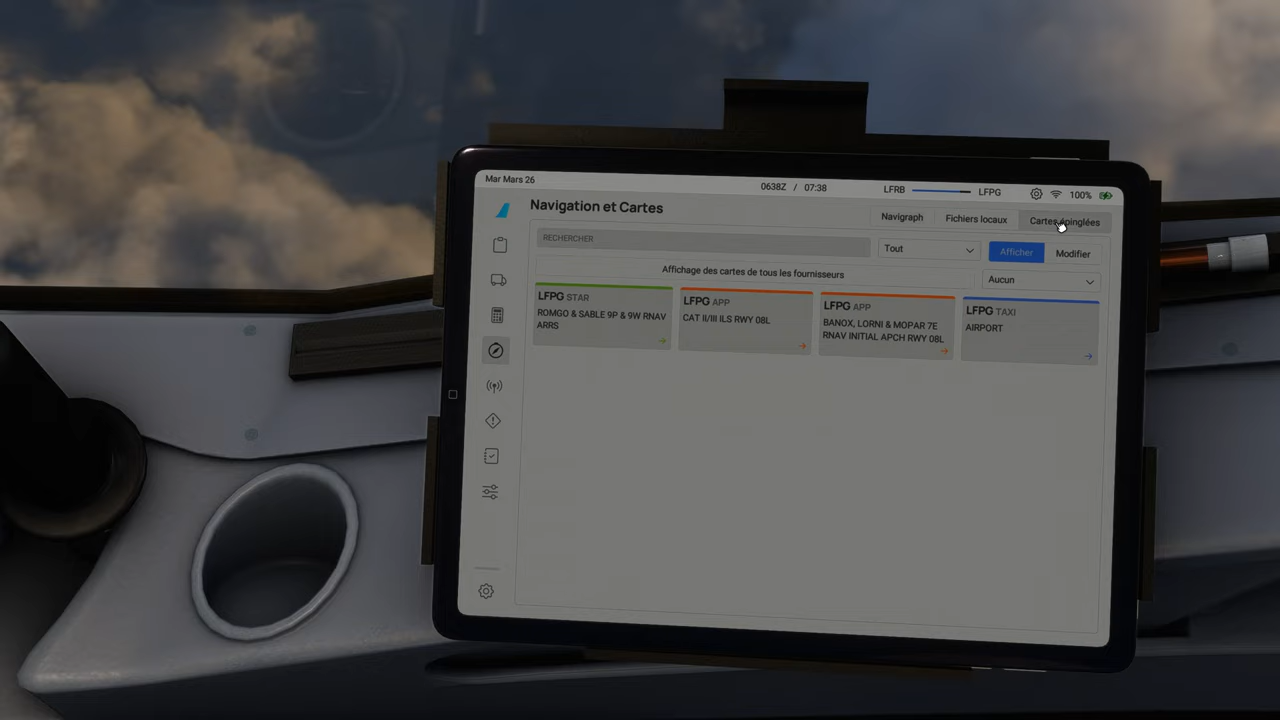 Mar Mars 26
0638Z / 07:38
LFRB
LFPG
100%
Navigation et Cartes
Navigraph
Fichiers locaux
Cartes épinglées
RECHERCHER
Tout
Afficher
Modifier
Affichage des cartes de tous les fournisseurs
Aucun
LFPG STAR
ROMGO & SABLE 9P & 9W RNAV
ARRS
LFPG APP
CAT II/III ILS RWY 08L
LFPG APP
BANOX, LORNI & MOPAR 7E
RNAV INITIAL APCH RWY 08L
LFPG TAXI
AIRPORT